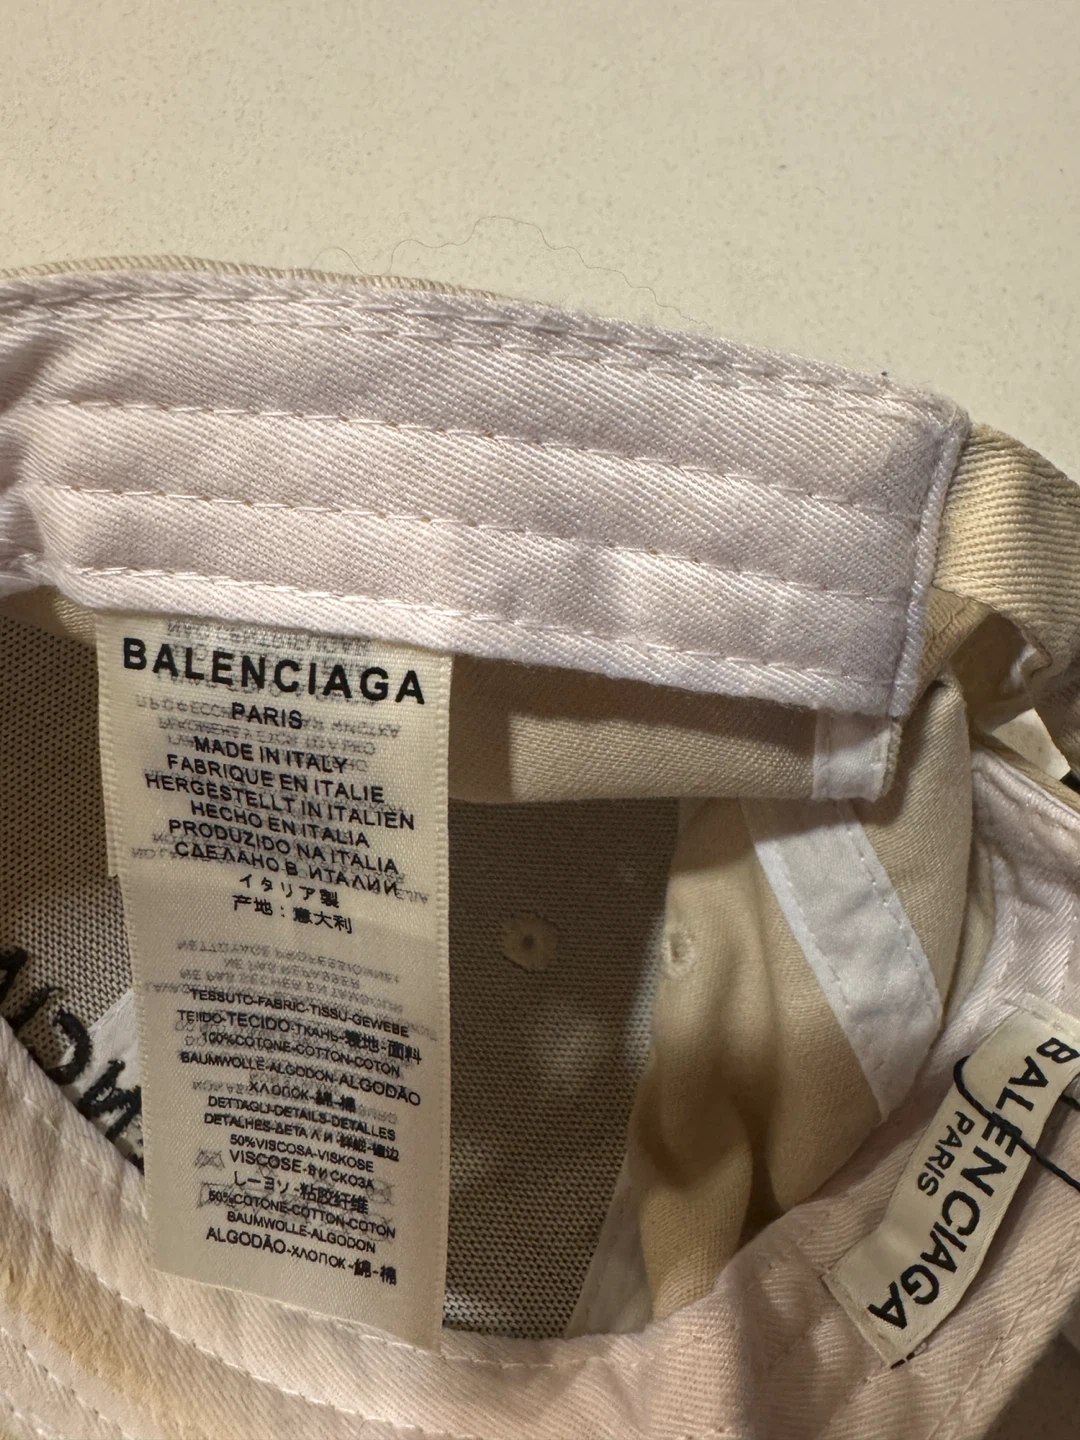 BALENCIAGA
PARIS
MADE IN ITALY
FABRIQUE EN ITALIE
HERGESTELLT IN ITALIEN
HECHO EN ITALIA
PRODUZIDO NA ITALIA
СДЕЛАНО В ИТАЛИИ
イタリア製
产地：意大利
TESSUTO-FABRIC-TISSU-GEWEBE
TEJIDO-TECIDO-ТКАНЬ-表地-面料
100%COTONE-COTTON-COTON
BAUMWOLLE-ALGODON-ALGODÃO
ХЛОПОК-綿-棉
DETTAGLI-DETAILS-DETALLES
DETALHES-ДЕТАЛИ-詳細-镶边
50%VISCOSA-VISKOSE
VISCOSE-ВИСКОЗА
レーヨン-粘胶纤维
50%COTONE-COTTON-COTON
BAUMWOLLE-ALGODON
ALGODÃO-ХЛОПОК-綿-棉
BALENCIAGA
PARIS